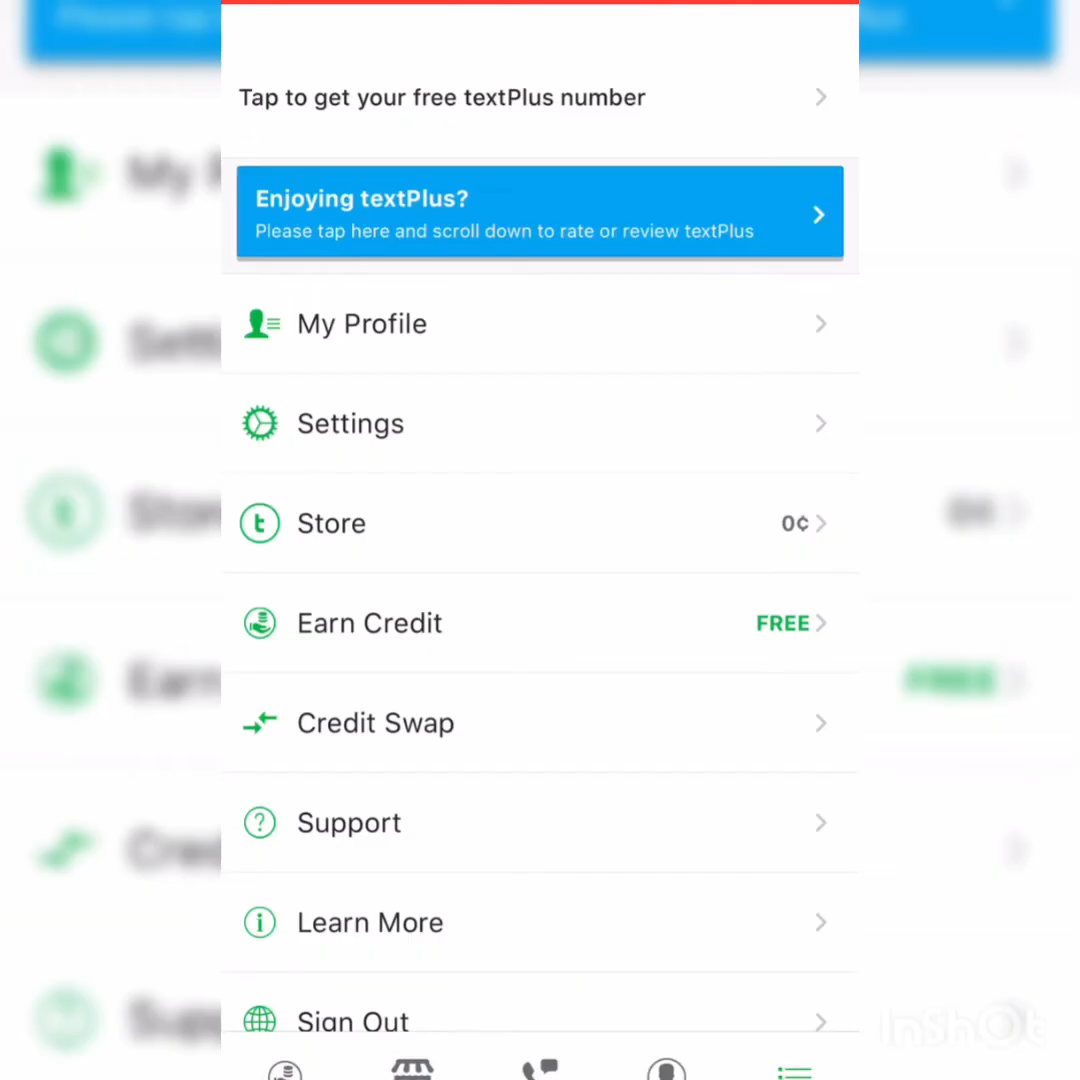 Tap to get your free textPlus number
Enjoying textPlus?
Please tap here and scroll down to rate or review textPlus
My Profile
Settings
Store 0¢
Earn Credit FREE
Credit Swap
Support
Learn More
Sign Out
InShOt